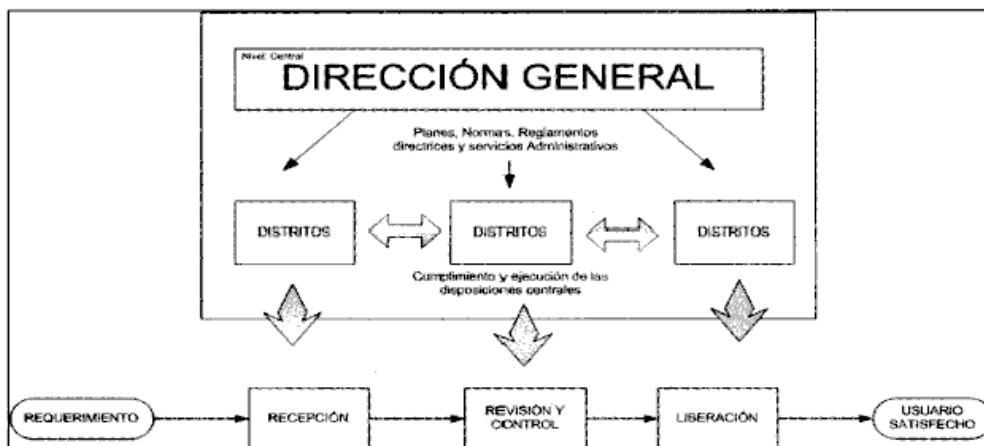 Nivel: Central
DIRECCIÓN GENERAL
Planes, Normas, Reglamentos
directrices y servicios Administrativos
DISTRITOS
DISTRITOS
DISTRITOS
Cumplimiento y ejecución de las
disposiciones centrales
REQUERIMIENTO
RECEPCIÓN
REVISIÓN Y
CONTROL
LIBERACIÓN
USUARIO
SATISFECHO